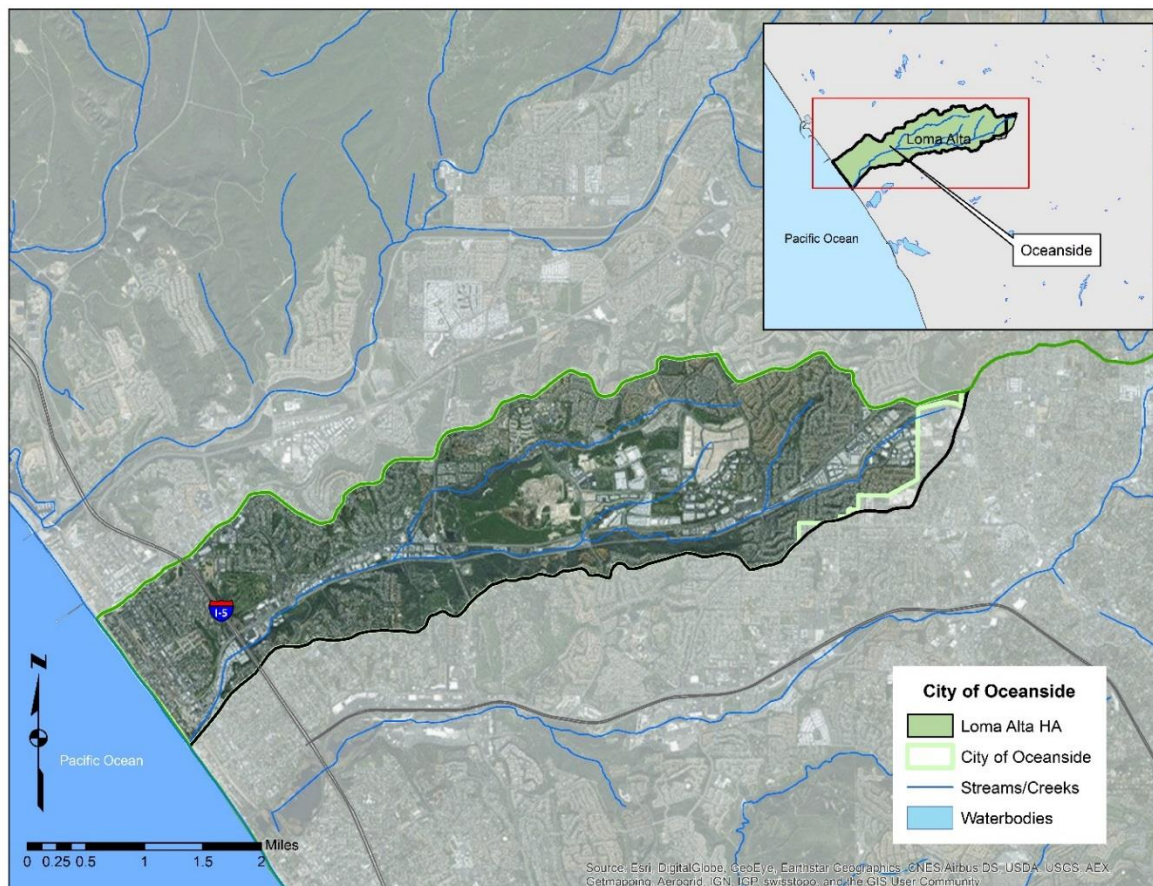 Loma Alta
Pacific Ocean
Oceanside
I-5
N
Pacific Ocean
Miles
0 0.25 0.5 1 1.5 2
City of Oceanside
Loma Alta HA
City of Oceanside
Streams/Creeks
Waterbodies
Source: Esri, DigitalGlobe, GeoEye, Earthstar Geographics, CNES/Airbus DS, USDA, USGS, AEX,
Getmapping, Aerogrid, IGN, IGP, swisstopo, and the GIS User Community